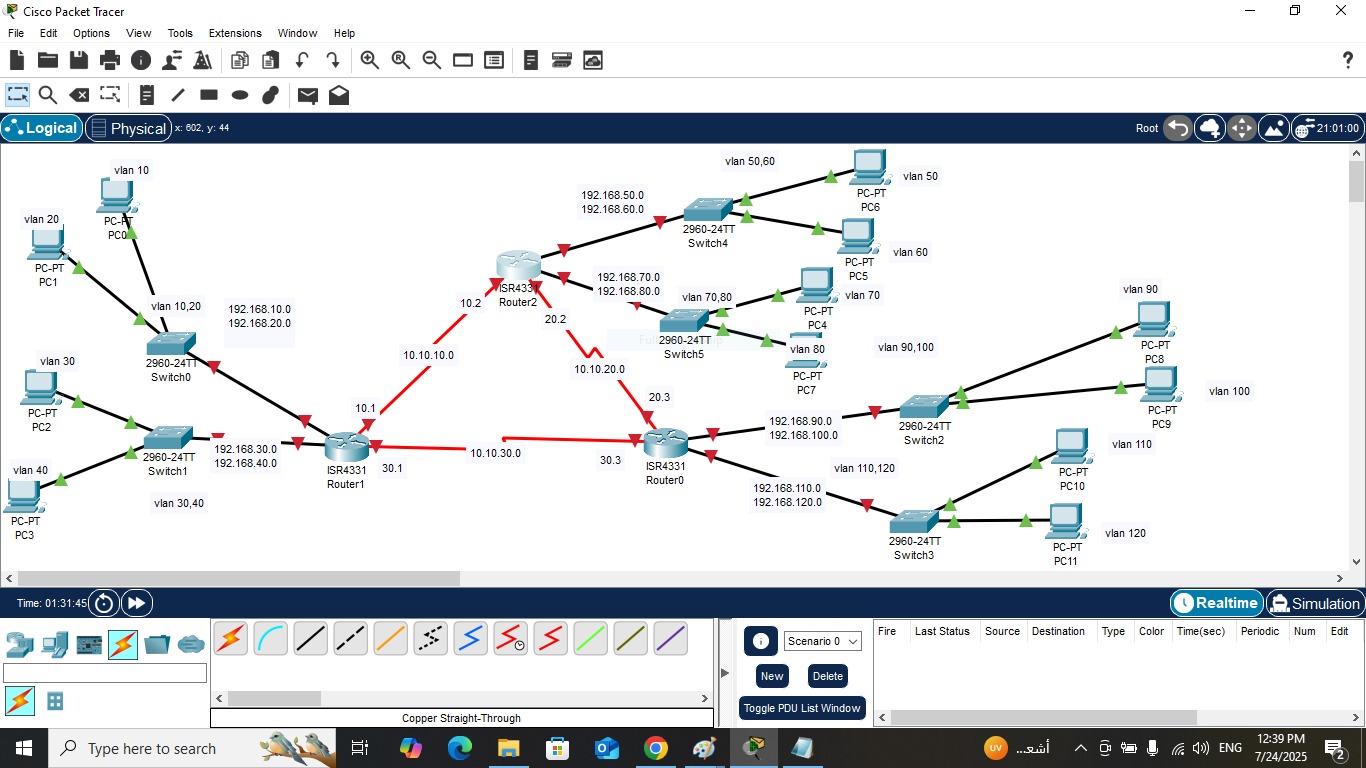 Cisco Packet Tracer
File Edit Options View Tools Extensions Window Help
Logical Physical x: 602, y: 44 Root 21:01:00
vlan 10
PC-PT
PC0
vlan 20
PC-PT
PC1
vlan 10,20
192.168.10.0
192.168.20.0
2960-24TT
Switch0
vlan 30
PC-PT
PC2
2960-24TT
Switch1
192.168.30.0
192.168.40.0
vlan 40
PC-PT
PC3
vlan 30,40
10.1
ISR4331
Router1
30.1
10.10.10.0
10.2
ISR4331
Router2
20.2
10.10.20.0
20.3
10.10.30.0
30.3
ISR4331
Router0
192.168.50.0
192.168.60.0
vlan 50,60
2960-24TT
Switch4
PC-PT
PC6
vlan 50
PC-PT
PC5
vlan 60
192.168.70.0
192.168.80.0
vlan 70,80
2960-24TT
Switch5
PC-PT
PC4
vlan 70
vlan 80
PC-PT
PC7
vlan 90,100
192.168.90.0
192.168.100.0
2960-24TT
Switch2
vlan 90
PC-PT
PC8
PC-PT
PC9
vlan 100
vlan 110,120
192.168.110.0
192.168.120.0
2960-24TT
Switch3
vlan 110
PC-PT
PC10
PC-PT
PC11
vlan 120
Time: 01:31:45 Realtime Simulation
Copper Straight-Through
Scenario 0
New Delete
Toggle PDU List Window
Fire Last Status Source Destination Type Color Time(sec) Periodic Num Edit
Type here to search
UV
أشع...
ENG
12:39 PM
7/24/2025
2